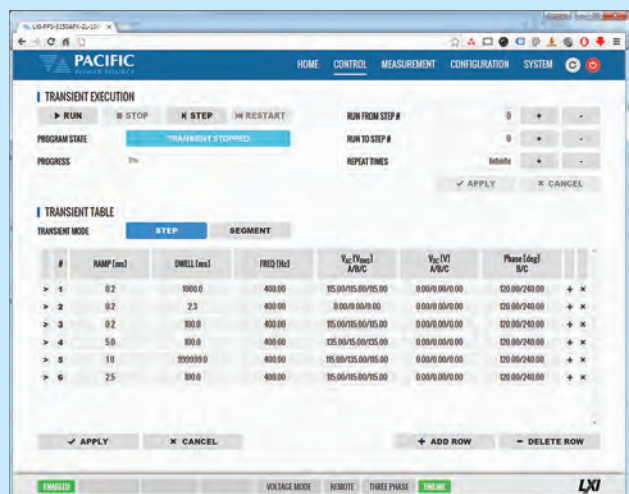 LXI-PPS-3150AFX-2L-10
PACIFIC
POWER SOURCE
HOME CONTROL MEASUREMENT CONFIGURATION SYSTEM
TRANSIENT EXECUTION
RUN STOP STEP RESTART RUN FROM STEP # 0 + -
PROGRAM STATE TRANSIENT STOPPED RUN TO STEP # 0 + -
PROGRESS 0% REPEAT TIMES Infinite + -
APPLY CANCEL
TRANSIENT TABLE
TRANSIENT MODE STEP SEGMENT
# RAMP [ms] DWELL [ms] FREQ [Hz] VAC [VRMS] A/B/C VDC [V] A/B/C Phase [deg] B/C
> 1 0.2 1000.0 400.00 115.00/115.00/115.00 0.00/0.00/0.00 120.00/240.00 + ×
> 2 0.2 2.3 400.00 0.00/0.00/0.00 0.00/0.00/0.00 120.00/240.00 + ×
> 3 0.2 100.0 400.00 115.00/115.00/115.00 0.00/0.00/0.00 120.00/240.00 + ×
> 4 5.0 100.0 400.00 135.00/115.00/135.00 0.00/0.00/0.00 120.00/240.00 + ×
> 5 1.0 999999.0 400.00 115.00/135.00/115.00 0.00/0.00/0.00 120.00/240.00 + ×
> 6 2.5 100.0 400.00 115.00/115.00/115.00 0.00/0.00/0.00 120.00/240.00 + ×
APPLY CANCEL + ADD ROW - DELETE ROW
ENABLED VOLTAGE MODE REMOTE THREE PHASE ONLINE LXI